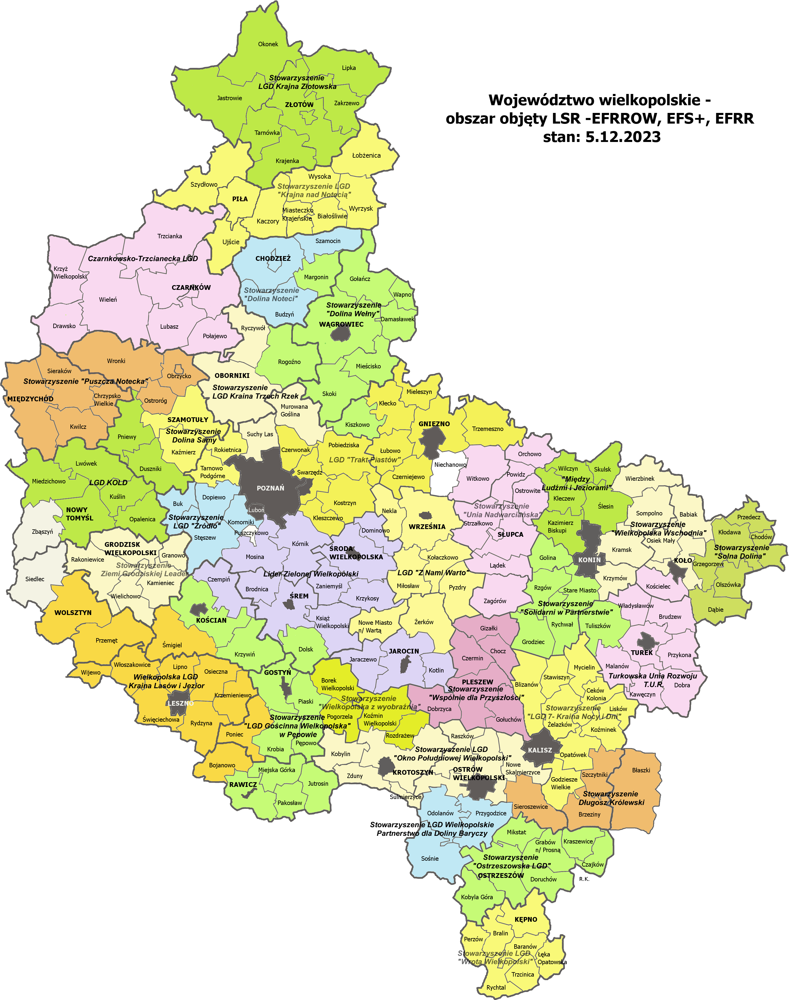 Województwo wielkopolskie -
obszar objęty LSR -EFRROW, EFS+, EFRR
stan: 5.12.2023
Okonek
Lipka
Stowarzyszenie
LGD Krajna Złotowska
Jastrowie
ZŁOTÓW
Zakrzewo
Tarnówka
Krajenka
Łobżenica
Wysoka
Szydłowo
Stowarzyszenie LGD
"Krajna nad Notecią"
PIŁA
Miasteczko
Krajeńskie
Wyrzysk
Białośliwie
Kaczory
Trzcianka
Ujście
Szamocin
Czarnkowsko-Trzcianecka LGD
CHODZIEŻ
Krzyż
Wielkopolski
Margonin
Gołańcz
CZARNKÓW
Stowarzyszenie
"Dolina Noteci"
Wapno
Wieleń
Stowarzyszenie
"Dolina Wełny"
Budzyń
Damasławek
WĄGROWIEC
Drawsko
Lubasz
Ryczywół
Połajewo
Wronki
Rogoźno
Mieścisko
Sieraków
Obrzycko
OBORNIKI
Stowarzyszenie "Puszcza Notecka"
Stowarzyszenie
LGD Kraina Trzech Rzek
MIĘDZYCHÓD
Chrzypsko
Wielkie
Ostroróg
Skoki
Mieleszyn
Kłecko
Murowana
Goślina
Kwilcz
SZAMOTUŁY
Kiszkowo
GNIEZNO
Trzemeszno
Stowarzyszenie
Dolina Samy
Pniewy
Suchy Las
Kaźmierz
Rokietnica
Czerwonak
Pobiedziska
Łubowo
Orchowo
Lwówek
Duszniki
Tarnowo
Podgórne
LGD "Trakt Piastów"
Niechanowo
Swarzędz
Czerniejewo
Witkowo
Powidz
Wilczyn
Skulsk
Miedzichowo
LGD KOLD
"Między
Ludźmi i Jeziorami"
Wierzbinek
POZNAŃ
Ostrowite
Kuślin
Buk
Dopiewo
Kostrzyn
Kleczew
Ślesin
NOWY
TOMYŚL
Luboń
Nekla
Stowarzyszenie
"Unia Nadwarciańska"
Sompolno
Babiak
Przedecz
Opalenica
Stowarzyszenie
LGD "Źródło"
Komorniki
Kleszczewo
WRZEŚNIA
Strzałkowo
Kazimierz
Biskupi
Stowarzyszenie
"Wielkopolska Wschodnia"
Zbąszyń
Puszczykowo
Dominowo
SŁUPCA
Kłodawa
Chodów
Stęszew
Osiek Mały
GRODZISK
WIELKOPOLSKI
Kórnik
ŚRODA
WIELKOPOLSKA
Kramsk
Stowarzyszenie
"Solna Dolina"
Granowo
Rakoniewice
Mosina
Kołaczkowo
Golina
KONIN
KOŁO
Grzegorzew
Stowarzyszenie
Ziemi Grodziskiej Leader
Lądek
Siedlec
Czempiń
Lider Zielonej Wielkopolski
LGD "Z Nami Warto"
Krzymów
Kamieniec
Brodnica
Zaniemyśl
Miłosław
Pyzdry
Rzgów
Stare Miasto
Kościelec
Olszówka
Wielichowo
ŚREM
Krzykosy
Zagórów
Stowarzyszenie
"Solidarni w Partnerstwie"
Władysławów
Dąbie
WOLSZTYN
KOŚCIAN
Książ
Wielkopolski
Nowe Miasto
n/ Wartą
Żerków
Gizałki
Rychwał
Tuliszków
Brudzew
Przemęt
Śmigiel
Dolsk
Grodziec
Krzywiń
JAROCIN
Chocz
TUREK
Przykona
Jaraczewo
Czermin
Włoszakowice
Lipno
Kotlin
Mycielin
Malanów
Wijewo
Osieczna
GOSTYŃ
Wielkopolska LGD
Kraina Lasów i Jezior
Borek
Wielkopolski
PLESZEW
Stowarzyszenie
"Wspólnie dla Przyszłości"
Blizanów
Stawiszyn
Turkowska Unia Rozwoju
T.U.R.
Dobra
Krzemieniewo
Ceków
Kolonia
Kawęczyn
LESZNO
Piaski
Stowarzyszenie
"Wielkopolska z wyobraźnią"
Dobrzyca
Stowarzyszenie
"LGD 7- Kraina Nocy i Dni"
Lisków
Święciechowa
Rydzyna
Stowarzyszenie
"LGD Gościnna Wielkopolska"
w Pępowie
Pogorzela
Koźmin
Wielkopolski
Gołuchów
Żelazków
Koźminek
Poniec
Pępowo
Rozdrażew
Raszków
Krobia
Kobylin
Stowarzyszenie LGD
"Okno Południowej Wielkopolski"
KALISZ
Opatówek
Bojanowo
Miejska Górka
KROTOSZYN
OSTRÓW
WIELKOPOLSKI
Nowe
Skalmierzyce
Błaszki
Zduny
Szczytniki
RAWICZ
Jutrosin
Godziesze
Wielkie
Pakosław
Sulmierzyce
Stowarzyszenie
Długosz Królewski
Sieroszewice
Odolanów
Przygodzice
Brzeziny
Stowarzyszenie LGD Wielkopolskie
Partnerstwo dla Doliny Baryczy
Mikstat
Grabów
n/ Prosną
Kraszewice
Sośnie
Stowarzyszenie
"Ostrzeszowska LGD"
Czajków
OSTRZESZÓW
Doruchów
R.K.
Kobyla Góra
KĘPNO
Bralin
Perzów
Baranów
Stowarzyszenie LGD
"Wrota Wielkopolski"
Łęka
Opatowska
Trzcinica
Rychtal